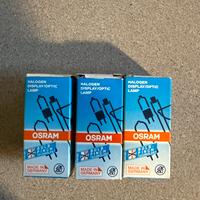 HALOGEN
DISPLAY/OPTIC
LAMP
OSRAM
MADE IN
GERMANY
HALOGEN
DISPLAY/OPTIC
LAMP
OSRAM
MADE IN
GERMANY
HALOGEN
DISPLAY/OPTIC
LAMP
OSRAM
MADE IN
GERMANY